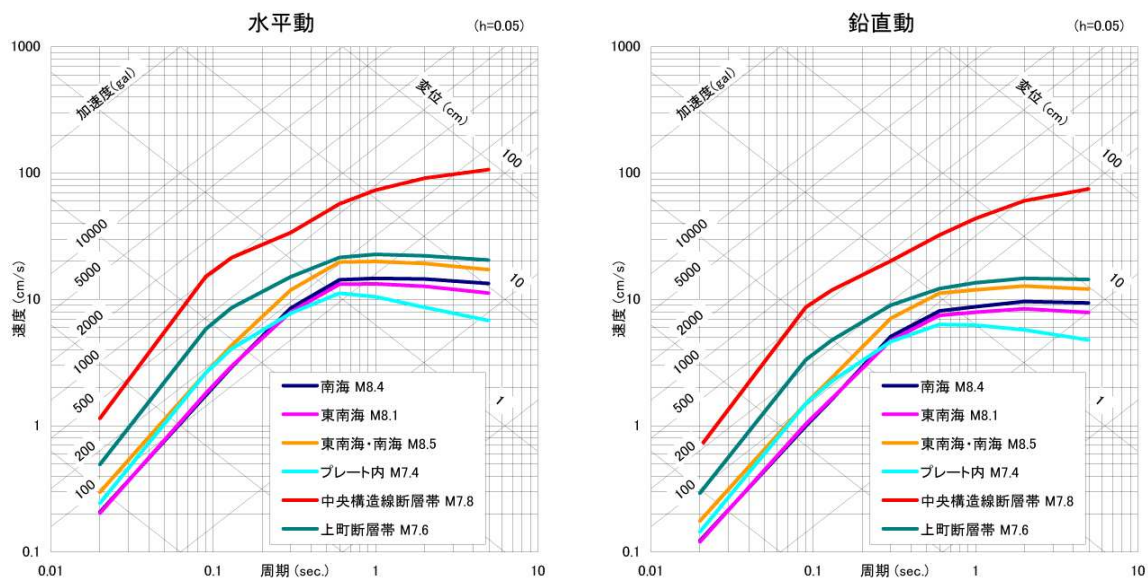 水平動
(h=0.05)
1000
100
10
1
0.1
速度 (cm/s)
加速度(gal)
変位 (cm)
100
10
1
10000
5000
2000
1000
500
200
100
南海 M8.4
東南海 M8.1
東南海・南海 M8.5
プレート内 M7.4
中央構造線断層帯 M7.8
上町断層帯 M7.6
0.01
0.1
周期 (sec.)
1
10
鉛直動
(h=0.05)
1000
100
10
1
0.1
速度 (cm/s)
加速度(gal)
変位 (cm)
100
10
1
10000
5000
2000
1000
500
200
100
南海 M8.4
東南海 M8.1
東南海・南海 M8.5
プレート内 M7.4
中央構造線断層帯 M7.8
上町断層帯 M7.6
0.01
0.1
周期 (sec.)
1
10